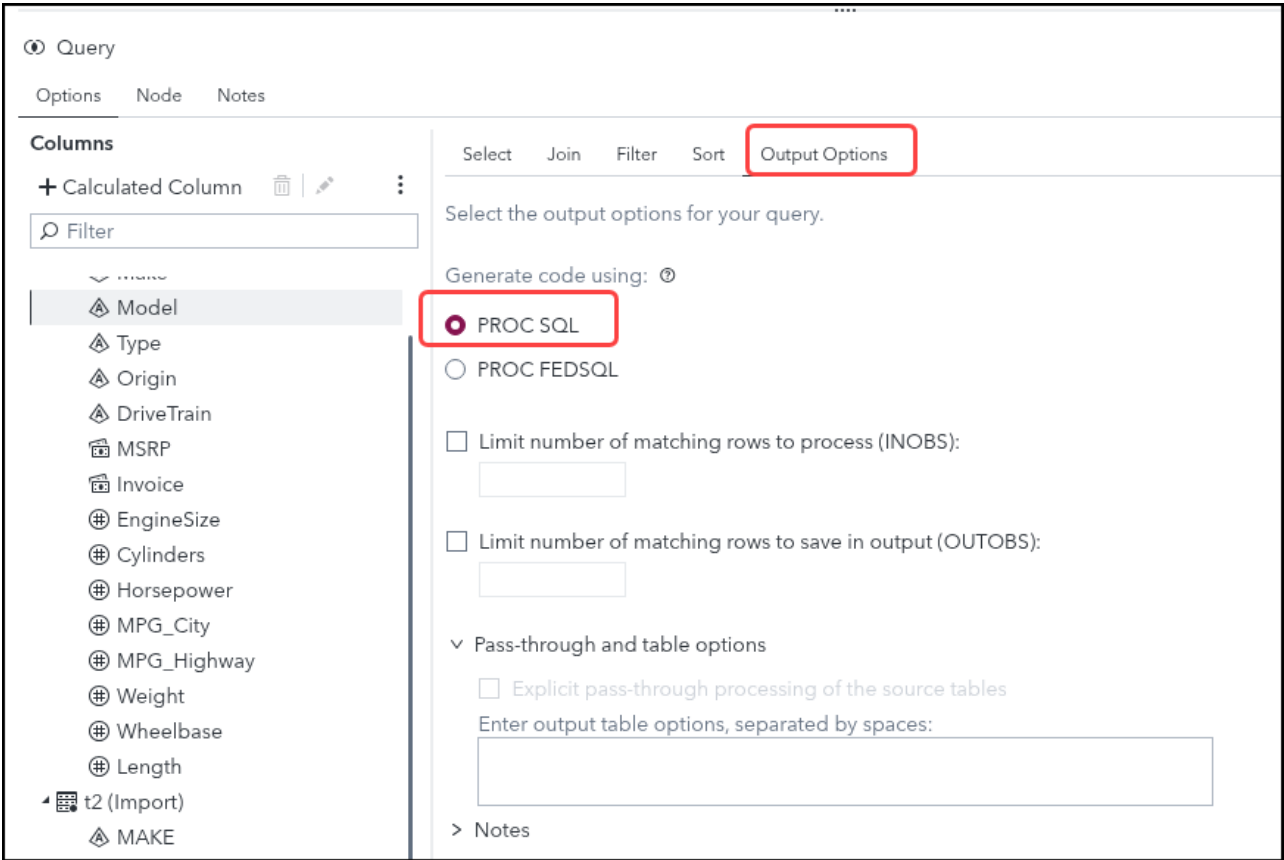 Query
Options Node Notes
Columns
Calculated Column
Filter
Model
Type
Origin
DriveTrain
MSRP
Invoice
EngineSize
Cylinders
Horsepower
MPG_City
MPG_Highway
Weight
Wheelbase
Length
t2 (Import)
MAKE
Select Join Filter Sort Output Options
Select the output options for your query.
Generate code using:
PROC SQL
PROC FEDSQL
Limit number of matching rows to process (INOBS):
Limit number of matching rows to save in output (OUTOBS):
Pass-through and table options
Explicit pass-through processing of the source tables
Enter output table options, separated by spaces:
Notes